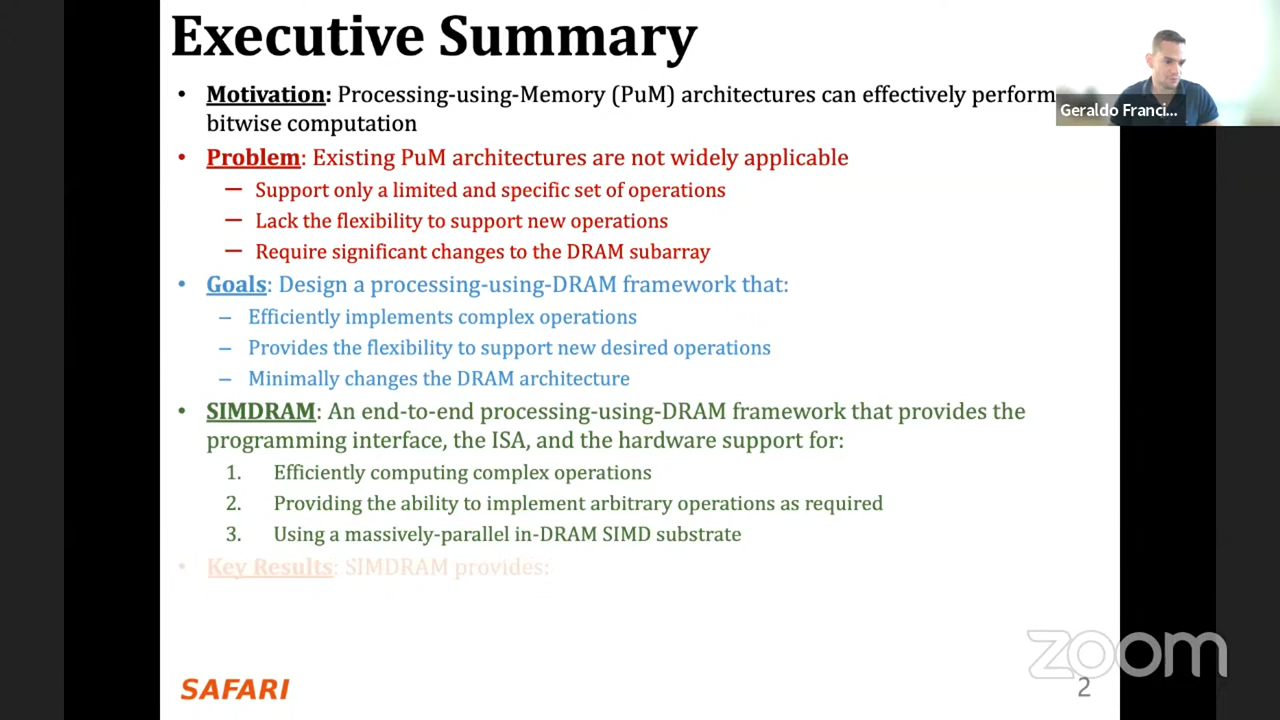 Executive Summary
• Motivation: Processing-using-Memory (PuM) architectures can effectively perform
bitwise computation
Geraldo Franci...
• Problem: Existing PuM architectures are not widely applicable
– Support only a limited and specific set of operations
– Lack the flexibility to support new operations
– Require significant changes to the DRAM subarray
• Goals: Design a processing-using-DRAM framework that:
– Efficiently implements complex operations
– Provides the flexibility to support new desired operations
– Minimally changes the DRAM architecture
• SIMDRAM: An end-to-end processing-using-DRAM framework that provides the
programming interface, the ISA, and the hardware support for:
1. Efficiently computing complex operations
2. Providing the ability to implement arbitrary operations as required
3. Using a massively-parallel in-DRAM SIMD substrate
• Key Results: SIMDRAM provides:
zoom
SAFARI
2